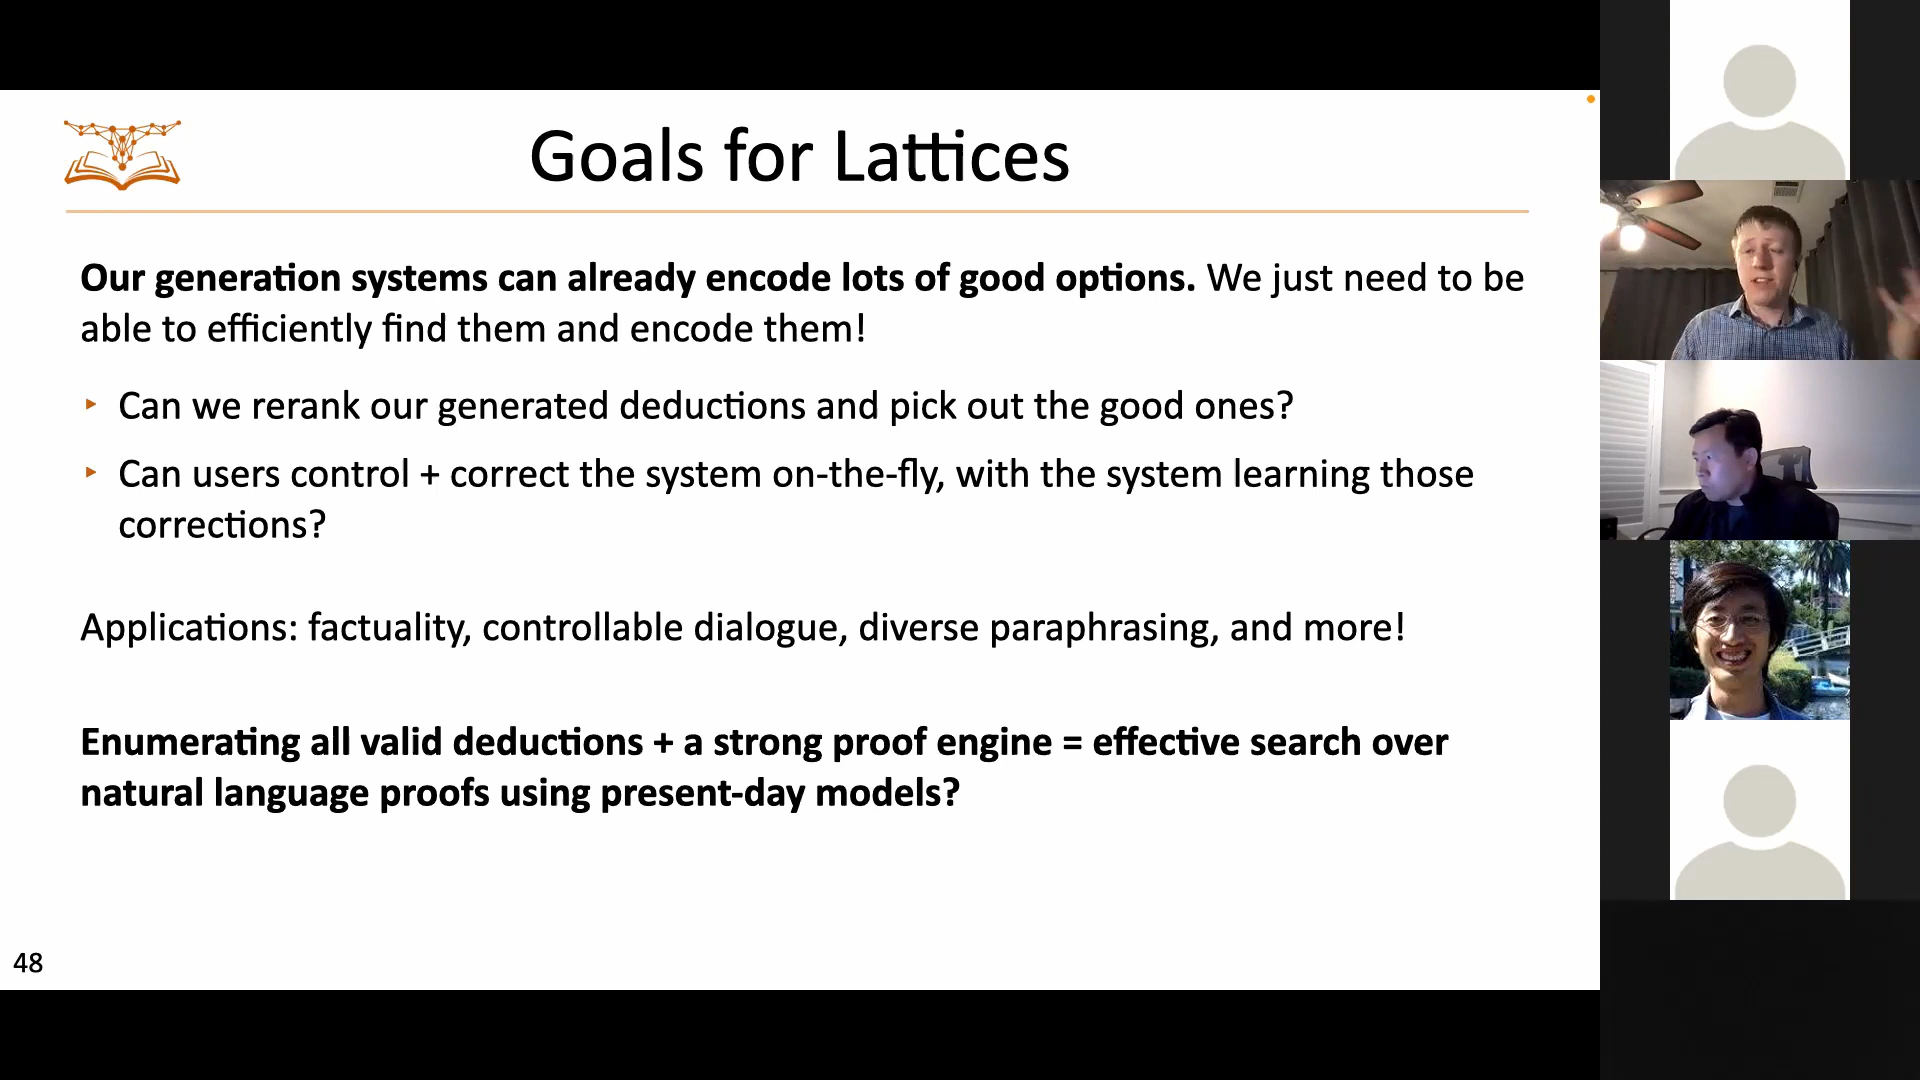 Goals for Lattices
Our generation systems can already encode lots of good options. We just need to be
able to efficiently find them and encode them!
‣ Can we rerank our generated deductions and pick out the good ones?
‣ Can users control + correct the system on-the-fly, with the system learning those
corrections?
Applications: factuality, controllable dialogue, diverse paraphrasing, and more!
Enumerating all valid deductions + a strong proof engine = effective search over
natural language proofs using present-day models?
48